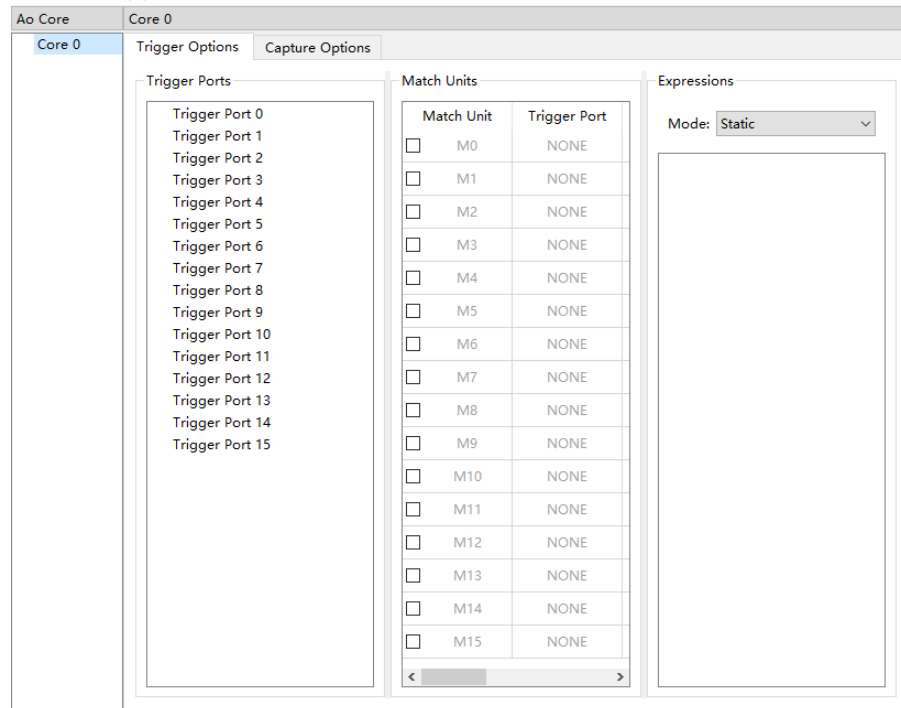 Ao Core
Core 0
Core 0
Trigger Options
Capture Options
Trigger Ports
Trigger Port 0
Trigger Port 1
Trigger Port 2
Trigger Port 3
Trigger Port 4
Trigger Port 5
Trigger Port 6
Trigger Port 7
Trigger Port 8
Trigger Port 9
Trigger Port 10
Trigger Port 11
Trigger Port 12
Trigger Port 13
Trigger Port 14
Trigger Port 15
Match Units
Match Unit Trigger Port
M0 NONE
M1 NONE
M2 NONE
M3 NONE
M4 NONE
M5 NONE
M6 NONE
M7 NONE
M8 NONE
M9 NONE
M10 NONE
M11 NONE
M12 NONE
M13 NONE
M14 NONE
M15 NONE
Expressions
Mode: Static